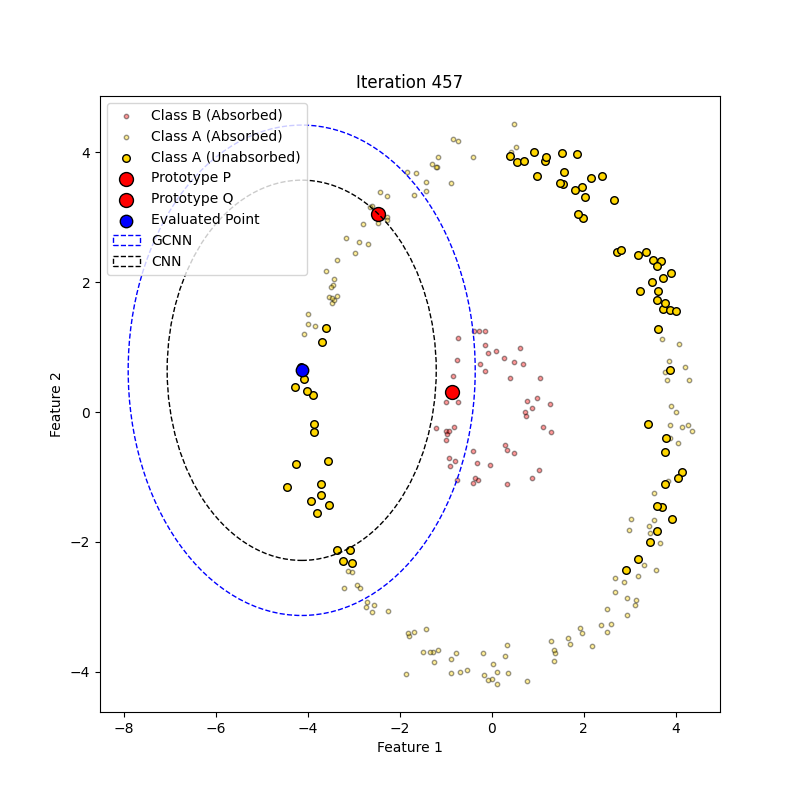 Iteration 457
Class B (Absorbed)
Class A (Absorbed)
Class A (Unabsorbed)
Prototype P
Prototype Q
Evaluated Point
GCNN
CNN
4
2
0
−2
−4
Feature 2
−8
−6
−4
−2
0
2
4
Feature 1